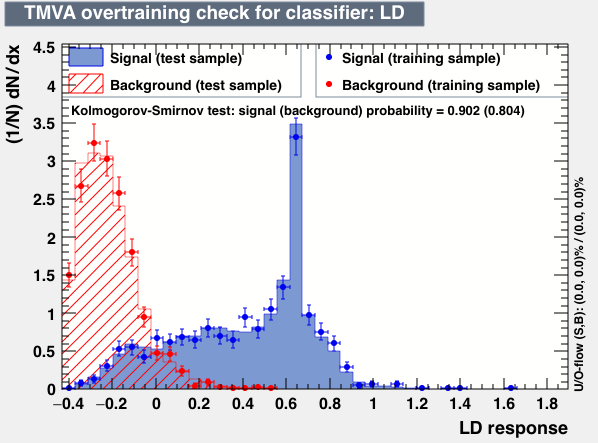 TMVA overtraining check for classifier: LD
(1/N) dN/dx
Signal (test sample)
Background (test sample)
Signal (training sample)
Background (training sample)
Kolmogorov-Smirnov test: signal (background) probability = 0.902 (0.804)
4.5
4
3.5
3
2.5
2
1.5
1
0.5
0
−0.4 −0.2 0 0.2 0.4 0.6 0.8 1 1.2 1.4 1.6 1.8
LD response
U/O-flow (S,B): (0.0, 0.0)% / (0.0, 0.0)%